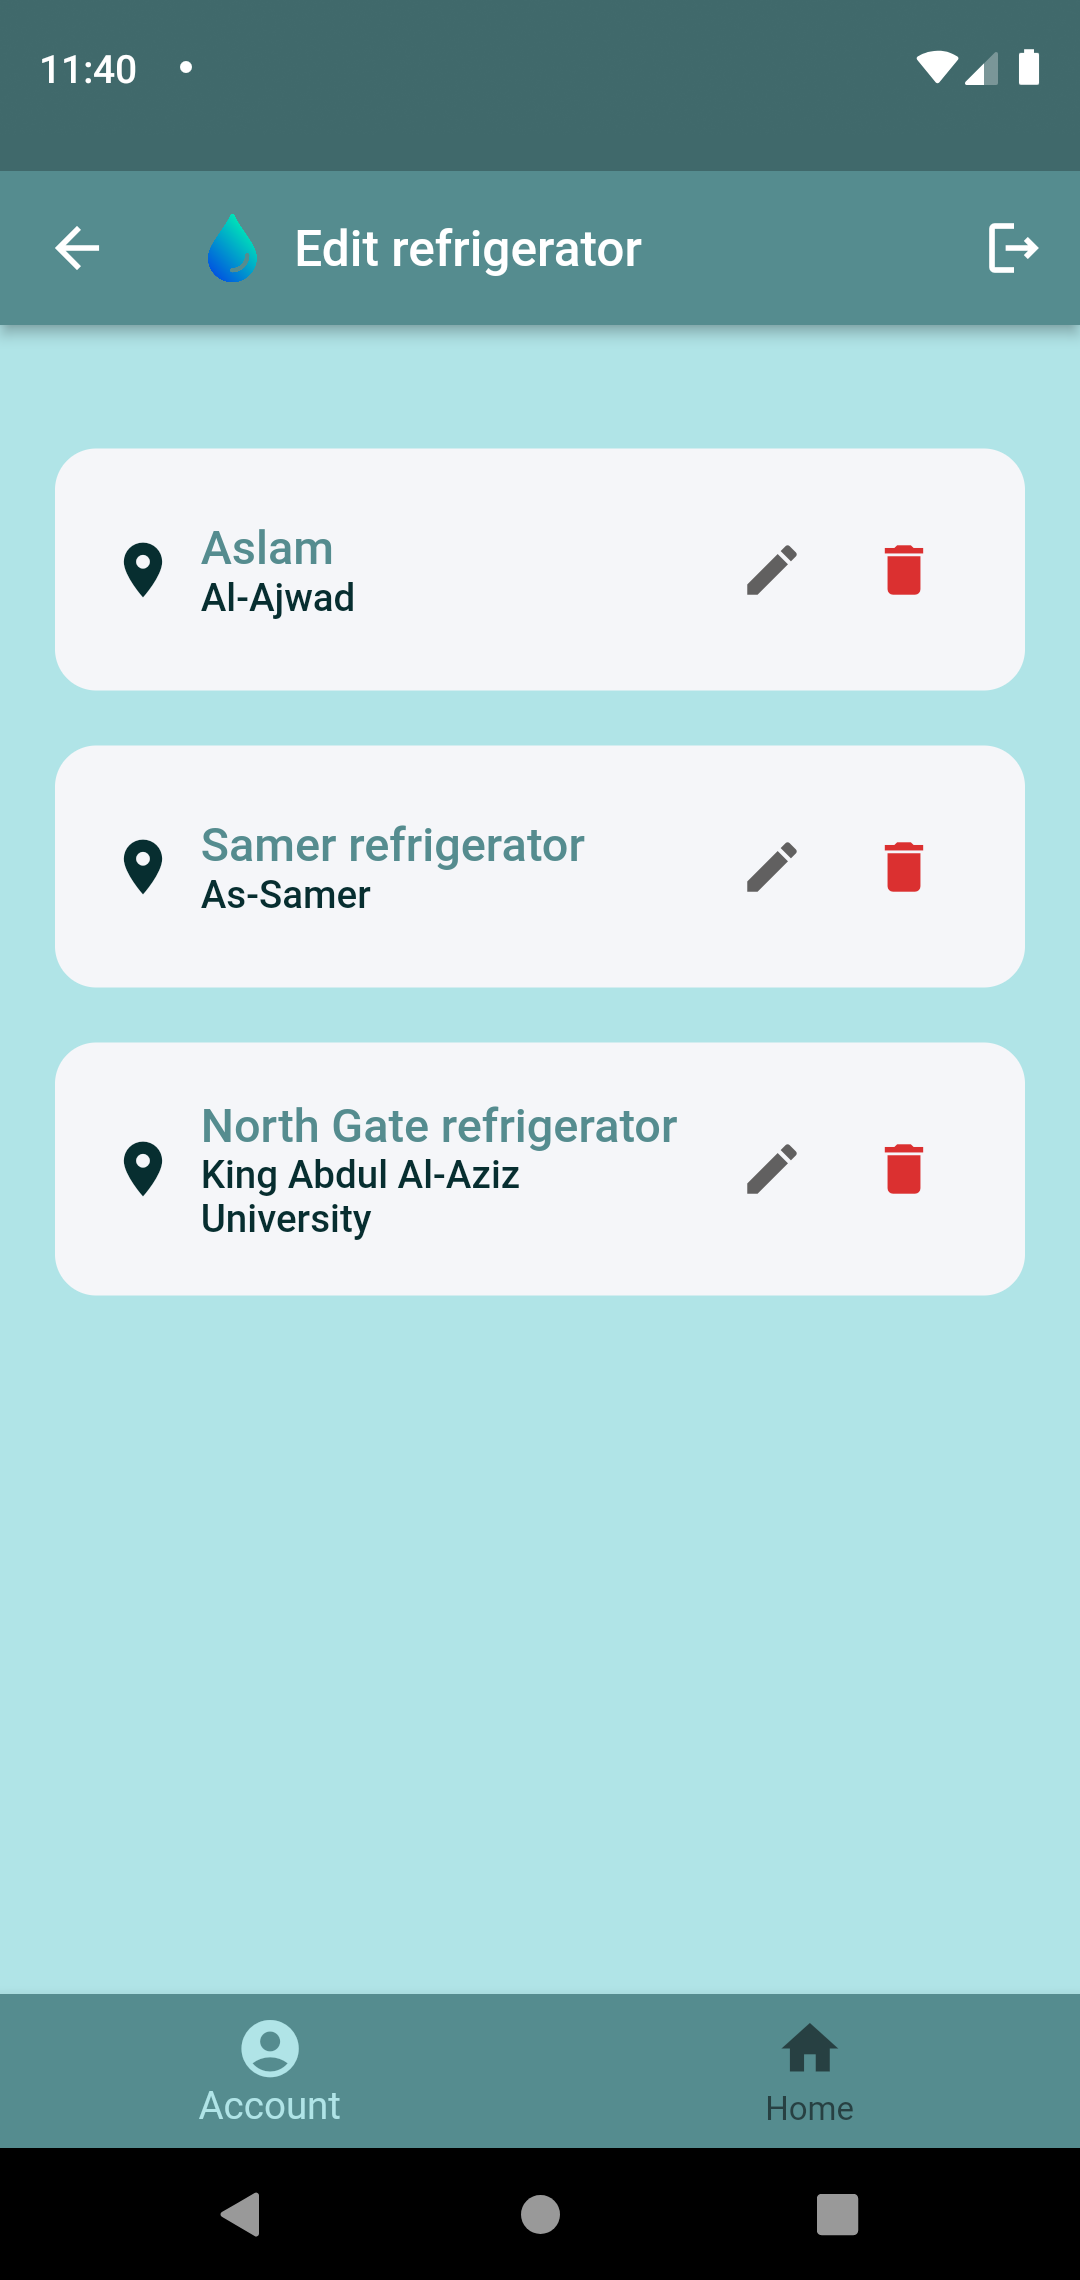 11:40
Edit refrigerator
Aslam
Al-Ajwad
Samer refrigerator
As-Samer
North Gate refrigerator
King Abdul Al-Aziz
University
Account
Home